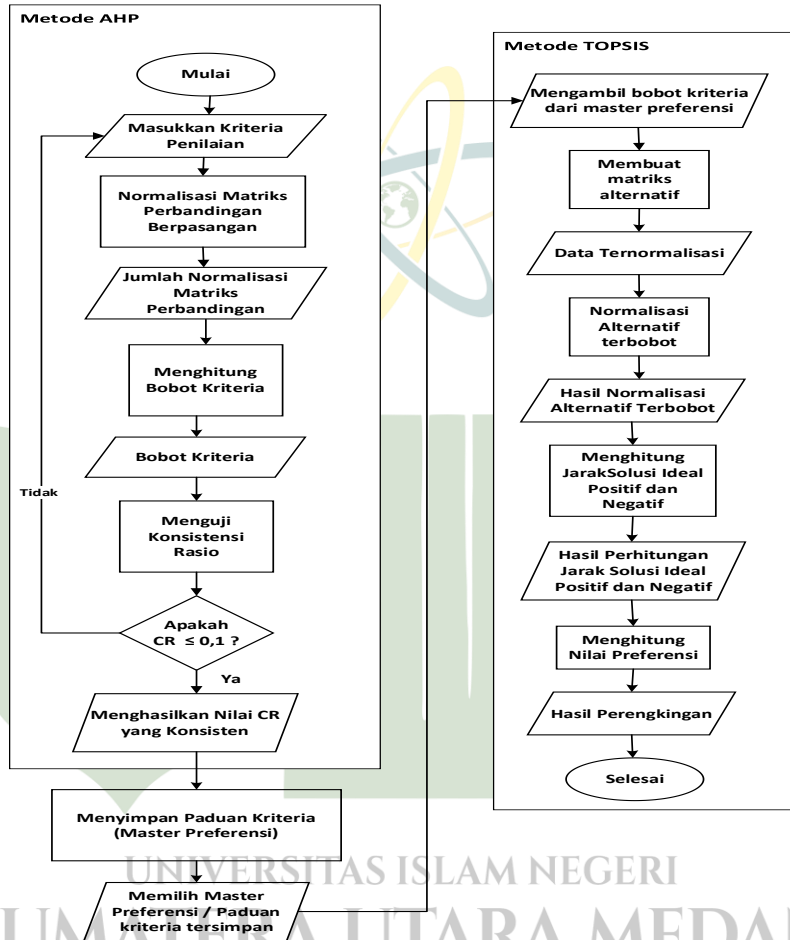 Metode AHP
Mulai
Masukkan Kriteria
Penilaian
Normalisasi Matriks
Perbandingan
Berpasangan
Jumlah Normalisasi
Matriks
Perbandingan
Menghitung
Bobot Kriteria
Bobot Kriteria
Tidak
Menguji
Konsistensi
Rasio
Apakah
CR ≤ 0,1 ?
Ya
Menghasilkan Nilai CR
yang Konsisten
Menyimpan Paduan Kriteria
(Master Preferensi)
Memilih Master
Preferensi / Paduan
kriteria tersimpan
Metode TOPSIS
Mengambil bobot kriteria
dari master preferensi
Membuat
matriks
alternatif
Data Ternormalisasi
Normalisasi
Alternatif
terbobot
Hasil Normalisasi
Alternatif Terbobot
Menghitung
JarakSolusi Ideal
Positif dan
Negatif
Hasil Perhitungan
Jarak Solusi Ideal
Positif dan Negatif
Menghitung
Nilai Preferensi
Hasil Perengkingan
Selesai
UNIVERSITAS ISLAM NEGERI
UTARA MEDAN